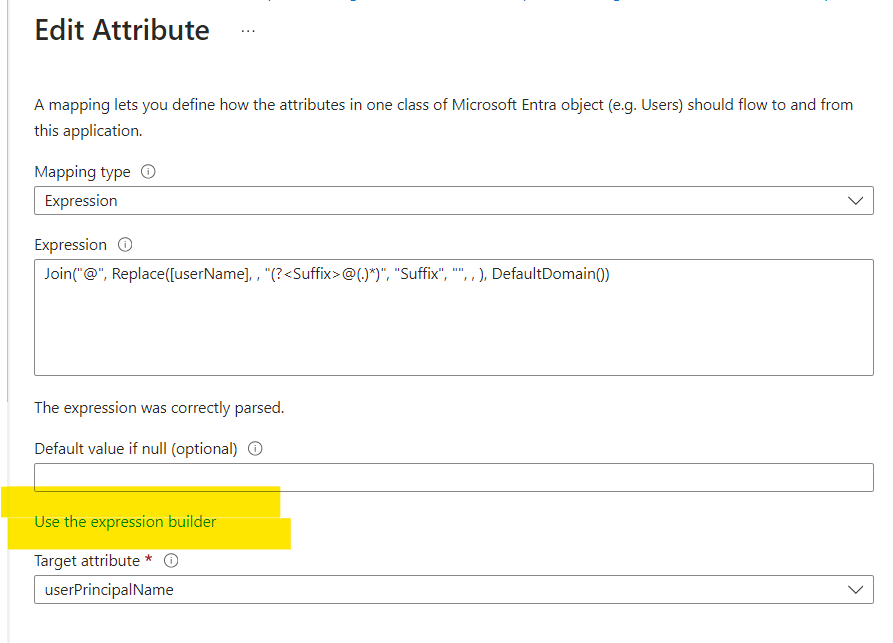 Edit Attribute ...
A mapping lets you define how the attributes in one class of Microsoft Entra object (e.g. Users) should flow to and from
this application.
Mapping type
Expression
Expression
Join("@", Replace([userName], , "(?<Suffix>@(.)*)", "Suffix", "", , ), DefaultDomain())
The expression was correctly parsed.
Default value if null (optional)
Use the expression builder
Target attribute *
userPrincipalName